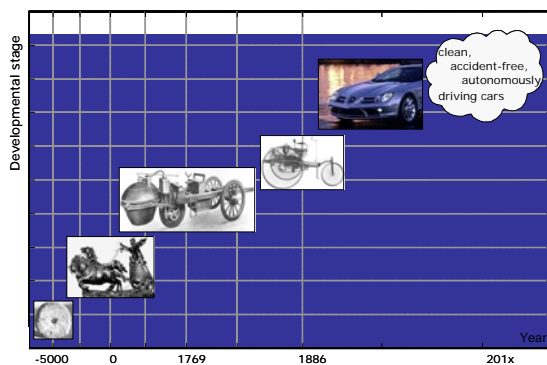 Developmental stage
clean,
accident-free,
autonomously
driving cars
Year
-5000
0
1769
1886
201x